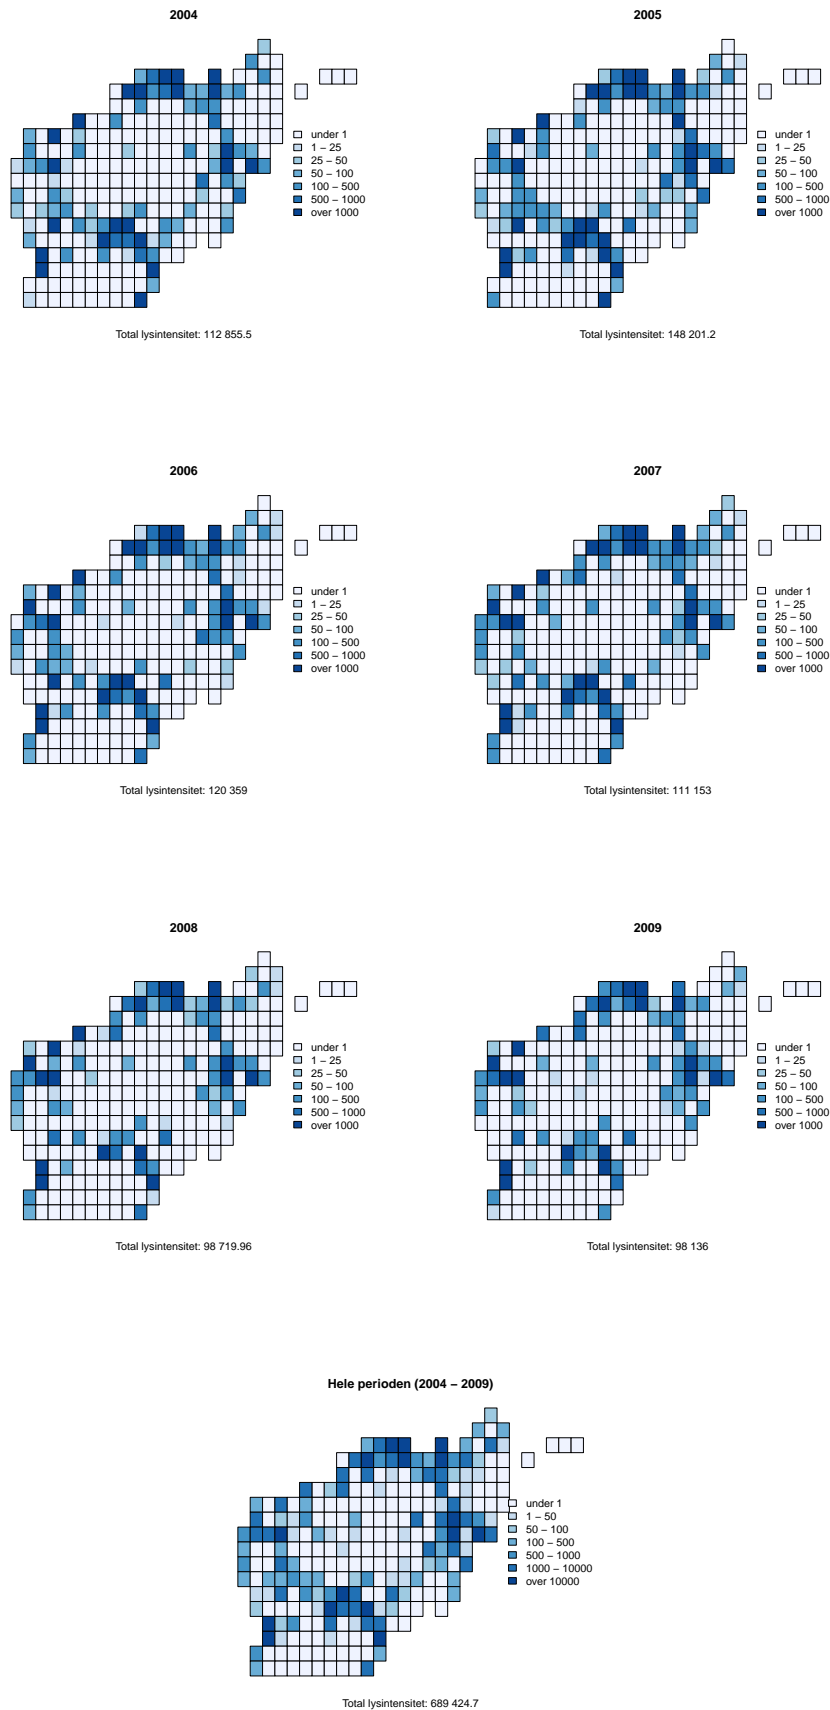 2004
under 1
1 − 25
25 − 50
50 − 100
100 − 500
500 − 1000
over 1000
Total lysintensitet: 112 855.5
2005
under 1
1 − 25
25 − 50
50 − 100
100 − 500
500 − 1000
over 1000
Total lysintensitet: 148 201.2
2006
under 1
1 − 25
25 − 50
50 − 100
100 − 500
500 − 1000
over 1000
Total lysintensitet: 120 359
2007
under 1
1 − 25
25 − 50
50 − 100
100 − 500
500 − 1000
over 1000
Total lysintensitet: 111 153
2008
under 1
1 − 25
25 − 50
50 − 100
100 − 500
500 − 1000
over 1000
Total lysintensitet: 98 719.96
2009
under 1
1 − 25
25 − 50
50 − 100
100 − 500
500 − 1000
over 1000
Total lysintensitet: 98 136
Hele perioden (2004 − 2009)
under 1
1 − 50
50 − 100
100 − 500
500 − 1000
1000 − 10000
over 10000
Total lysintensitet: 689 424.7